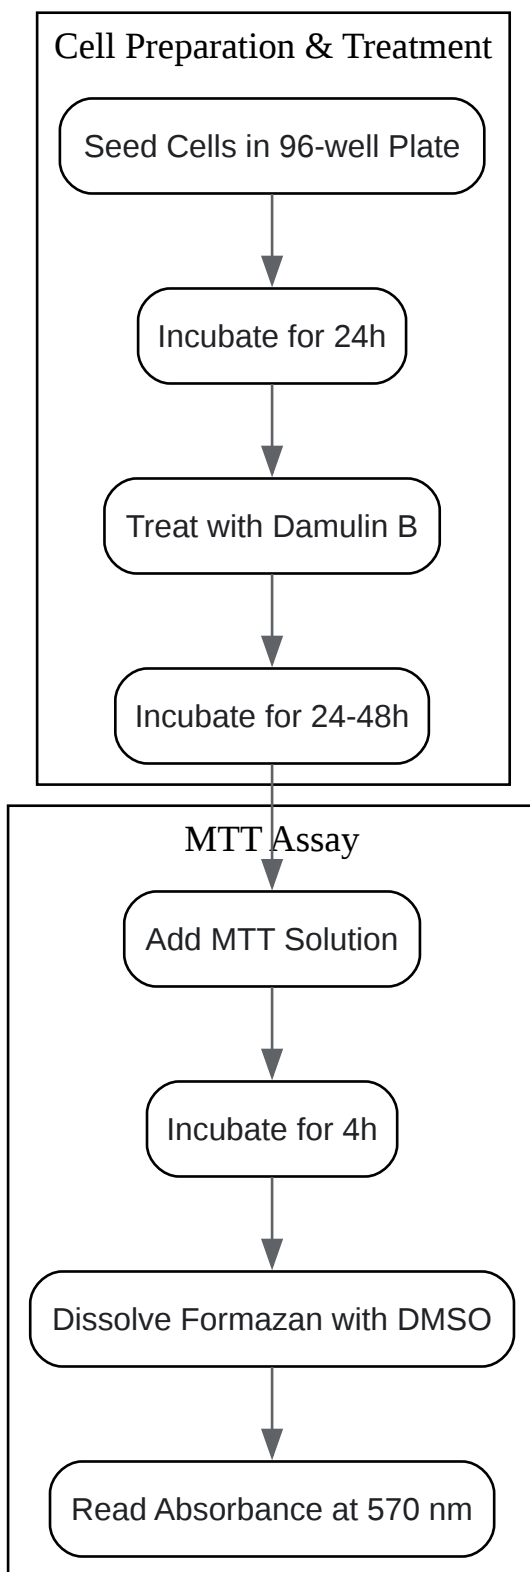 Cell Preparation & Treatment
Seed Cells in 96-well Plate
Incubate for 24h
Treat with Damulin B
Incubate for 24-48h
MTT Assay
Add MTT Solution
Incubate for 4h
Dissolve Formazan with DMSO
Read Absorbance at 570 nm